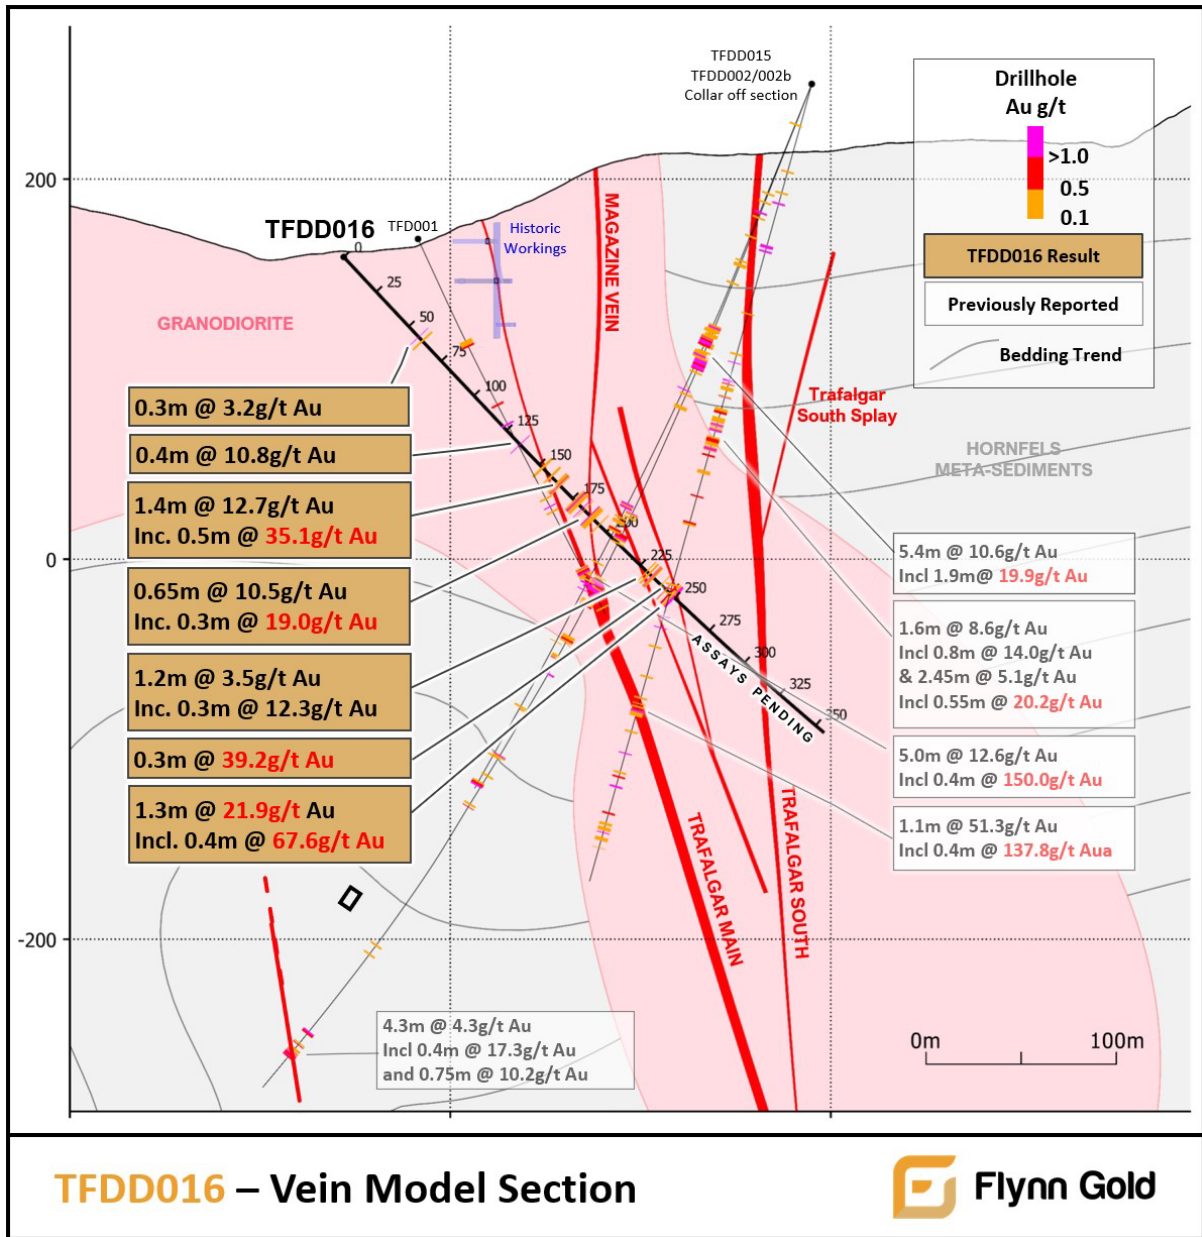 TFDD015
TFDD002/002b
Collar off section
Drillhole
Au g/t
>1.0
0.5
0.1
TFDD016 Result
Previously Reported
Bedding Trend
200
0
-200
TFDD016
TFD001
Historic
Workings
MAGAZINE VEIN
GRANODIORITE
0
25
50
75
100
125
150
175
200
225
250
275
300
325
350
ASSAYS PENDING
Trafalgar
South Splay
HORNFELS
META-SEDIMENTS
0.3m @ 3.2g/t Au
0.4m @ 10.8g/t Au
1.4m @ 12.7g/t Au
Inc. 0.5m @ 35.1g/t Au
0.65m @ 10.5g/t Au
Inc. 0.3m @ 19.0g/t Au
1.2m @ 3.5g/t Au
Inc. 0.3m @ 12.3g/t Au
0.3m @ 39.2g/t Au
1.3m @ 21.9g/t Au
Incl. 0.4m @ 67.6g/t Au
5.4m @ 10.6g/t Au
Incl 1.9m@ 19.9g/t Au
1.6m @ 8.6g/t Au
Incl 0.8m @ 14.0g/t Au
& 2.45m @ 5.1g/t Au
Incl 0.55m @ 20.2g/t Au
5.0m @ 12.6g/t Au
Incl 0.4m @ 150.0g/t Au
1.1m @ 51.3g/t Au
Incl 0.4m @ 137.8g/t Aua
TRAFALGAR MAIN
TRAFALGAR SOUTH
4.3m @ 4.3g/t Au
Incl 0.4m @ 17.3g/t Au
and 0.75m @ 10.2g/t Au
0m
100m
TFDD016 – Vein Model Section
Flynn Gold